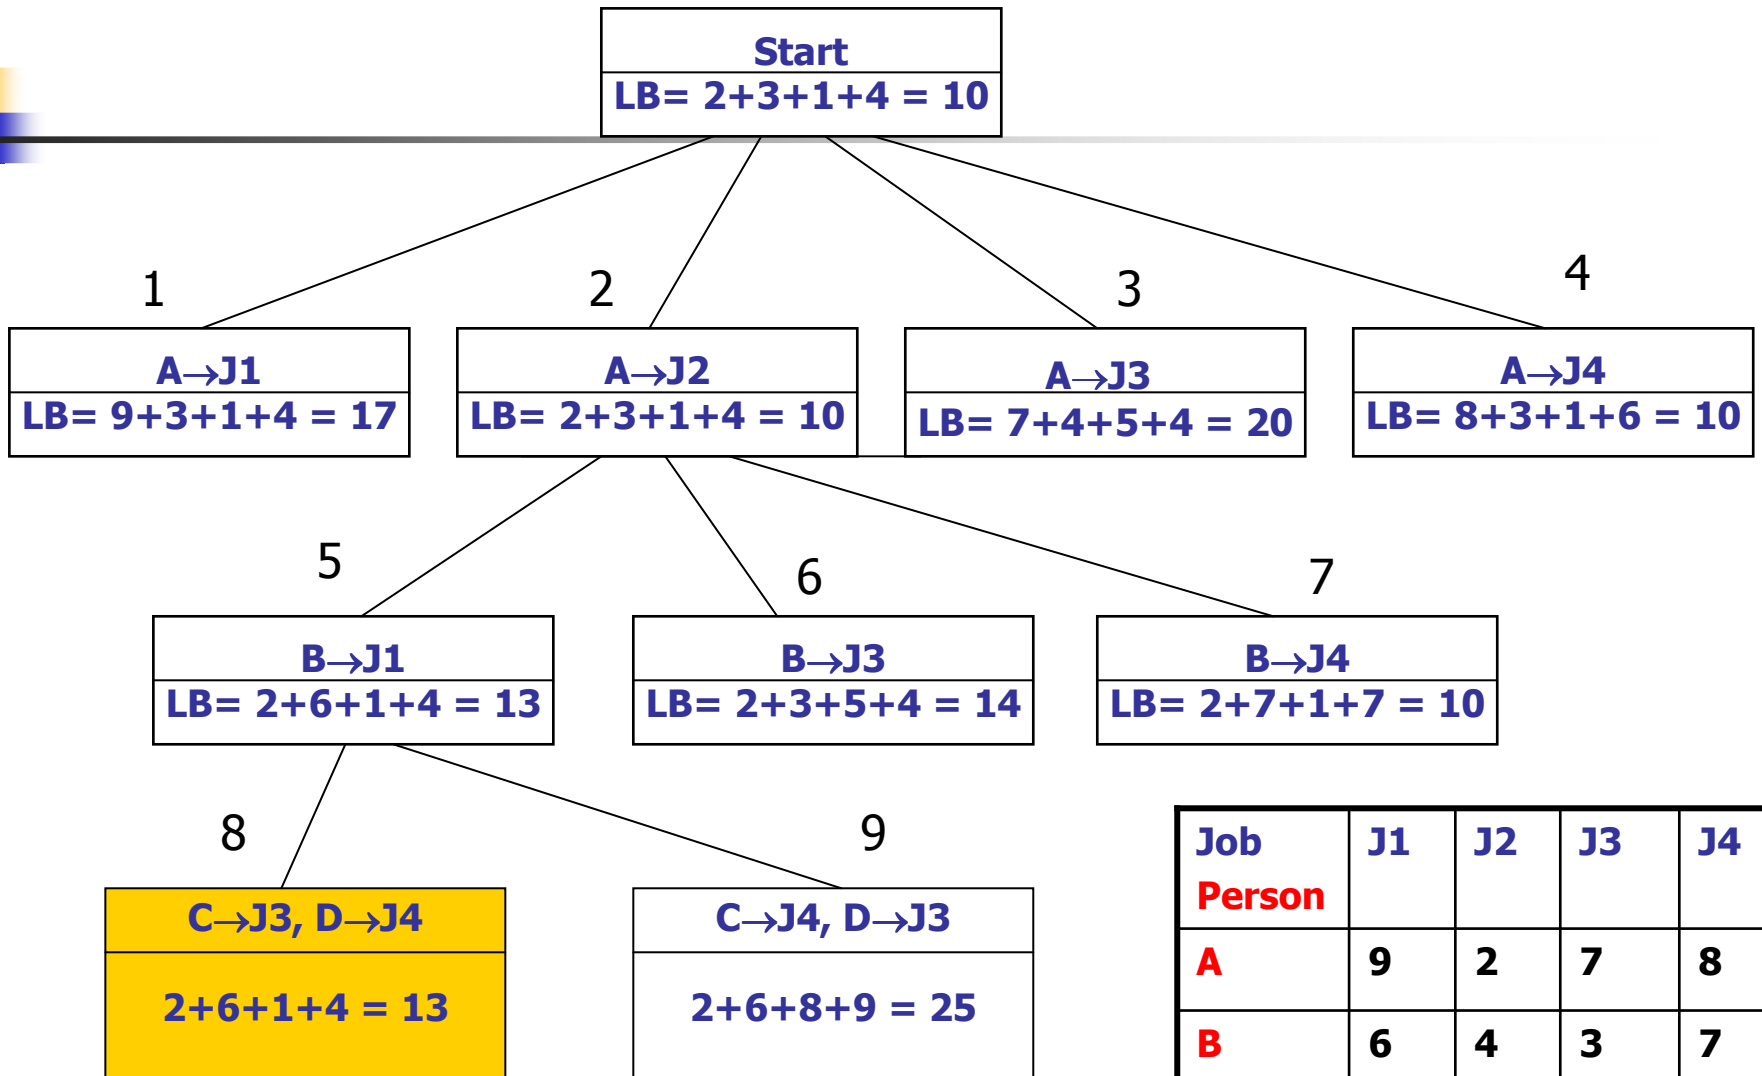 Start
LB= 2+3+1+4 = 10
1
2
3
4
A→J1
LB= 9+3+1+4 = 17
A→J2
LB= 2+3+1+4 = 10
A→J3
LB= 7+4+5+4 = 20
A→J4
LB= 8+3+1+6 = 10
5
6
7
B→J1
LB= 2+6+1+4 = 13
B→J3
LB= 2+3+5+4 = 14
B→J4
LB= 2+7+1+7 = 10
8
9
C→J3, D→J4
2+6+1+4 = 13
C→J4, D→J3
2+6+8+9 = 25
Job J1 J2 J3 J4
Person
A 9 2 7 8
B 6 4 3 7